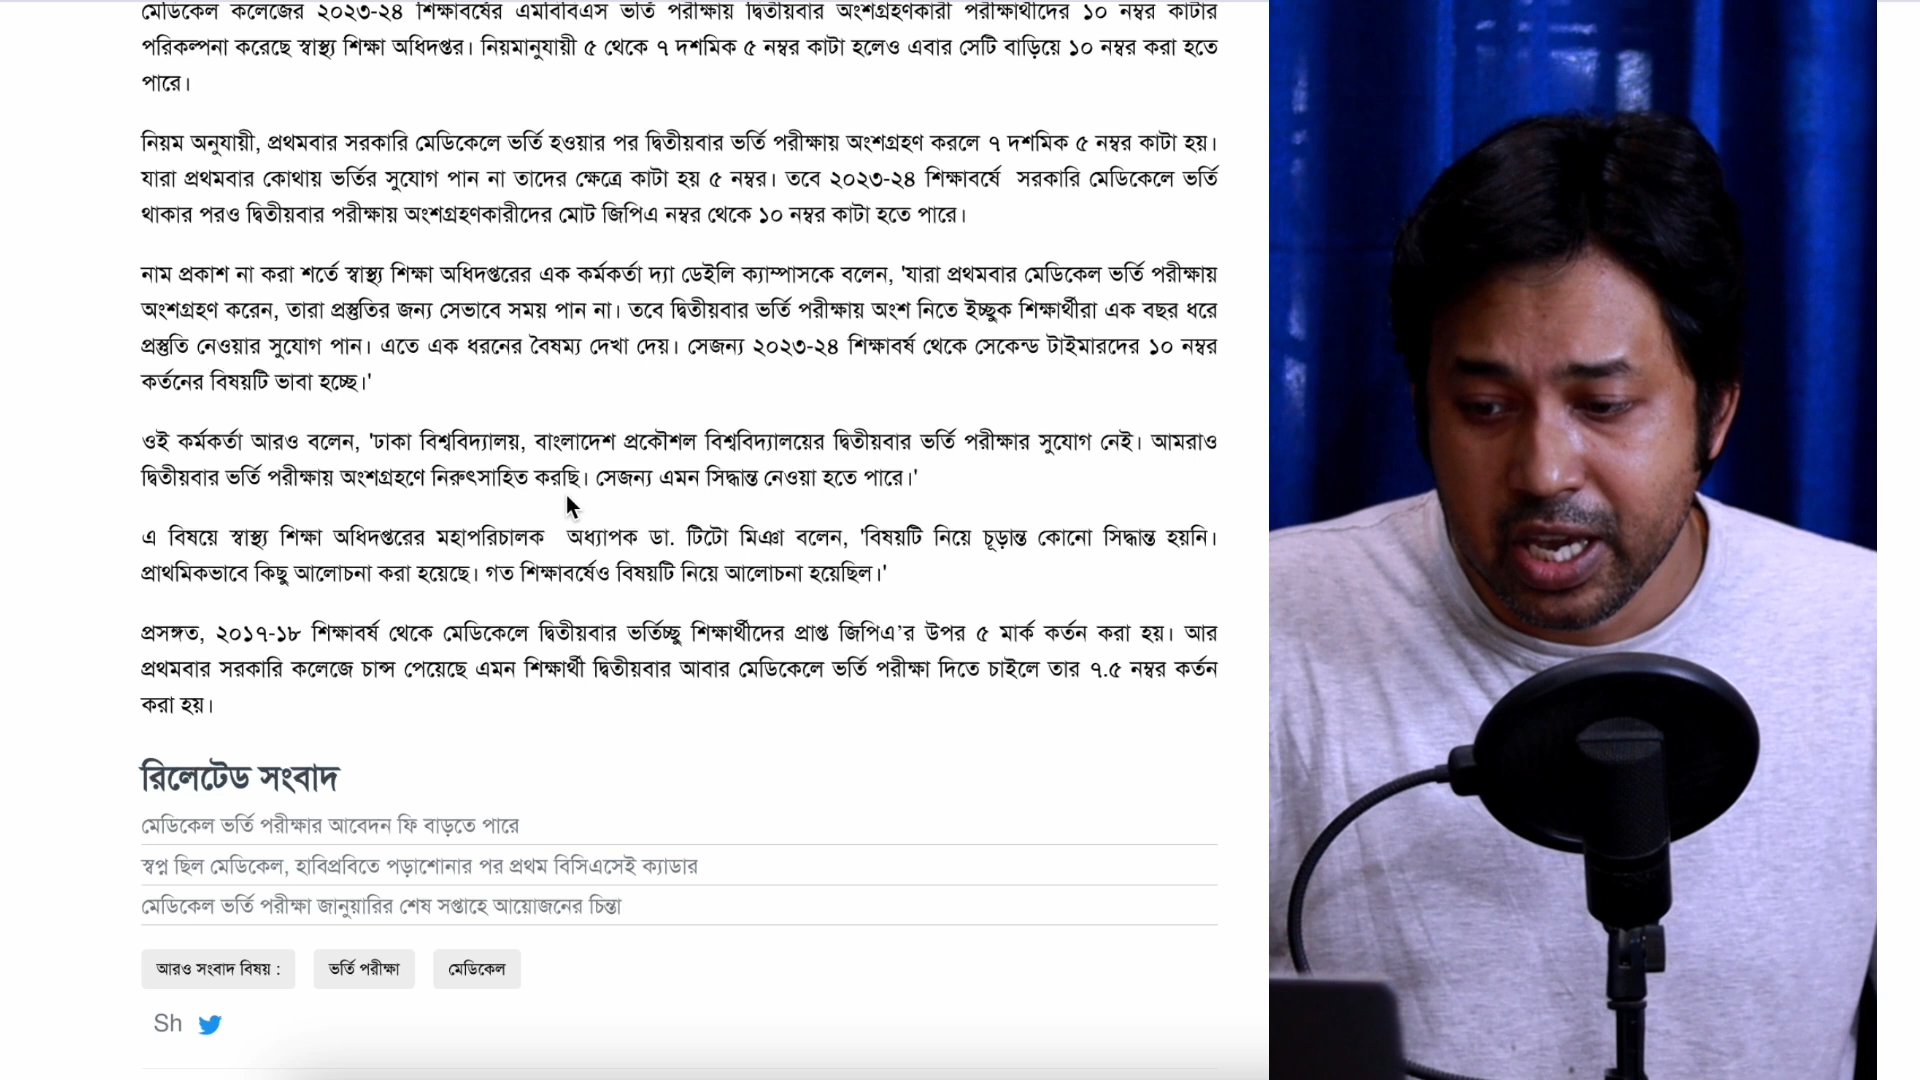 মেডিকেল কলেজের ২০২৩-২৪ শিক্ষাবর্ষের এমবিবিএস ভর্তি পরীক্ষায় দ্বিতীয়বার অংশগ্রহণকারী পরীক্ষার্থীদের ১০ নম্বর কাটার
পরিকল্পনা করেছে স্বাস্থ্য শিক্ষা অধিদপ্তর। নিয়মানুযায়ী ৫ থেকে ৭ দশমিক ৫ নম্বর কাটা হলেও এবার সেটি বাড়িয়ে ১০ নম্বর করা হতে
পারে।
নিয়ম অনুযায়ী, প্রথমবার সরকারি মেডিকেলে ভর্তি হওয়ার পর দ্বিতীয়বার ভর্তি পরীক্ষায় অংশগ্রহণ করলে ৭ দশমিক ৫ নম্বর কাটা হয়।
যারা প্রথমবার কোথায় ভর্তির সুযোগ পান না তাদের ক্ষেত্রে কাটা হয় ৫ নম্বর। তবে ২০২৩-২৪ শিক্ষাবর্ষে সরকারি মেডিকেলে ভর্তি
থাকার পরও দ্বিতীয়বার পরীক্ষায় অংশগ্রহণকারীদের মোট জিপিএ নম্বর থেকে ১০ নম্বর কাটা হতে পারে।
নাম প্রকাশ না করা শর্তে স্বাস্থ্য শিক্ষা অধিদপ্তরের এক কর্মকর্তা দ্যা ডেইলি ক্যাম্পাসকে বলেন, 'যারা প্রথমবার মেডিকেল ভর্তি পরীক্ষায়
অংশগ্রহণ করেন, তারা প্রস্তুতির জন্য সেভাবে সময় পান না। তবে দ্বিতীয়বার ভর্তি পরীক্ষায় অংশ নিতে ইচ্ছুক শিক্ষার্থীরা এক বছর ধরে
প্রস্তুতি নেওয়ার সুযোগ পান। এতে এক ধরনের বৈষম্য দেখা দেয়। সেজন্য ২০২৩-২৪ শিক্ষাবর্ষ থেকে সেকেন্ড টাইমারদের ১০ নম্বর
কর্তনের বিষয়টি ভাবা হচ্ছে।'
ওই কর্মকর্তা আরও বলেন, 'ঢাকা বিশ্ববিদ্যালয়, বাংলাদেশ প্রকৌশল বিশ্ববিদ্যালয়ের দ্বিতীয়বার ভর্তি পরীক্ষার সুযোগ নেই। আমরাও
দ্বিতীয়বার ভর্তি পরীক্ষায় অংশগ্রহণে নিরুৎসাহিত করছি। সেজন্য এমন সিদ্ধান্ত নেওয়া হতে পারে।'
এ বিষয়ে স্বাস্থ্য শিক্ষা অধিদপ্তরের মহাপরিচালক অধ্যাপক ডা. টিটো মিঞা বলেন, 'বিষয়টি নিয়ে চূড়ান্ত কোনো সিদ্ধান্ত হয়নি।
প্রাথমিকভাবে কিছু আলোচনা করা হয়েছে। গত শিক্ষাবর্ষেও বিষয়টি নিয়ে আলোচনা হয়েছিল।'
প্রসঙ্গত, ২০১৭-১৮ শিক্ষাবর্ষ থেকে মেডিকেলে দ্বিতীয়বার ভর্তিচ্ছু শিক্ষার্থীদের প্রাপ্ত জিপিএ’র উপর ৫ মার্ক কর্তন করা হয়। আর
প্রথমবার সরকারি কলেজে চান্স পেয়েছে এমন শিক্ষার্থী দ্বিতীয়বার আবার মেডিকেলে ভর্তি পরীক্ষা দিতে চাইলে তার ৭.৫ নম্বর কর্তন
করা হয়।
রিলেটেড সংবাদ
মেডিকেল ভর্তি পরীক্ষার আবেদন ফি বাড়তে পারে
স্বপ্ন ছিল মেডিকেল, হাবিপ্রবিতে পড়াশোনার পর প্রথম বিসিএসেই ক্যাডার
মেডিকেল ভর্তি পরীক্ষা জানুয়ারির শেষ সপ্তাহে আয়োজনের চিন্তা
আরও সংবাদ বিষয় : ভর্তি পরীক্ষা মেডিকেল
Sh